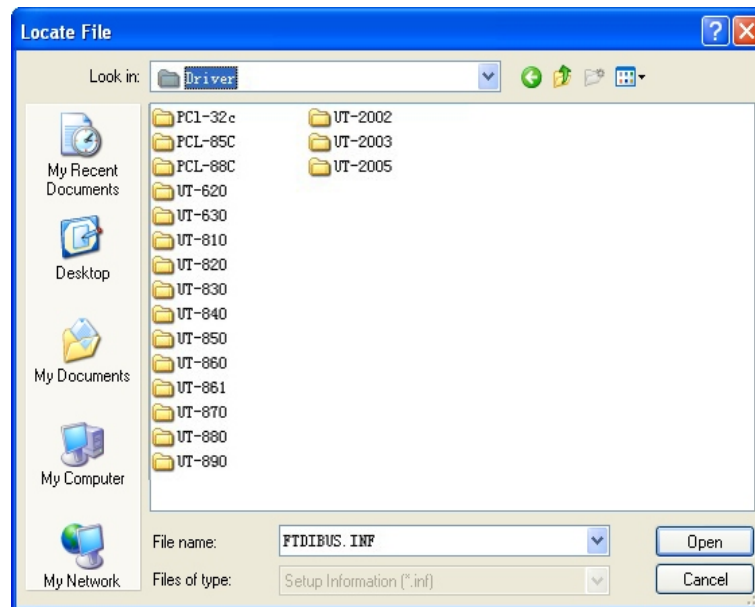 Locate File
Look in:
Driver
My Recent
Documents
Desktop
My Documents
My Computer
My Network
PCl-32c
PCL-85C
PCL-88C
UT-620
UT-630
UT-810
UT-820
UT-830
UT-840
UT-850
UT-860
UT-861
UT-870
UT-880
UT-890
UT-2002
UT-2003
UT-2005
File name:
FTDIBUS.INF
Open
Files of type:
Setup Information (*.inf)
Cancel